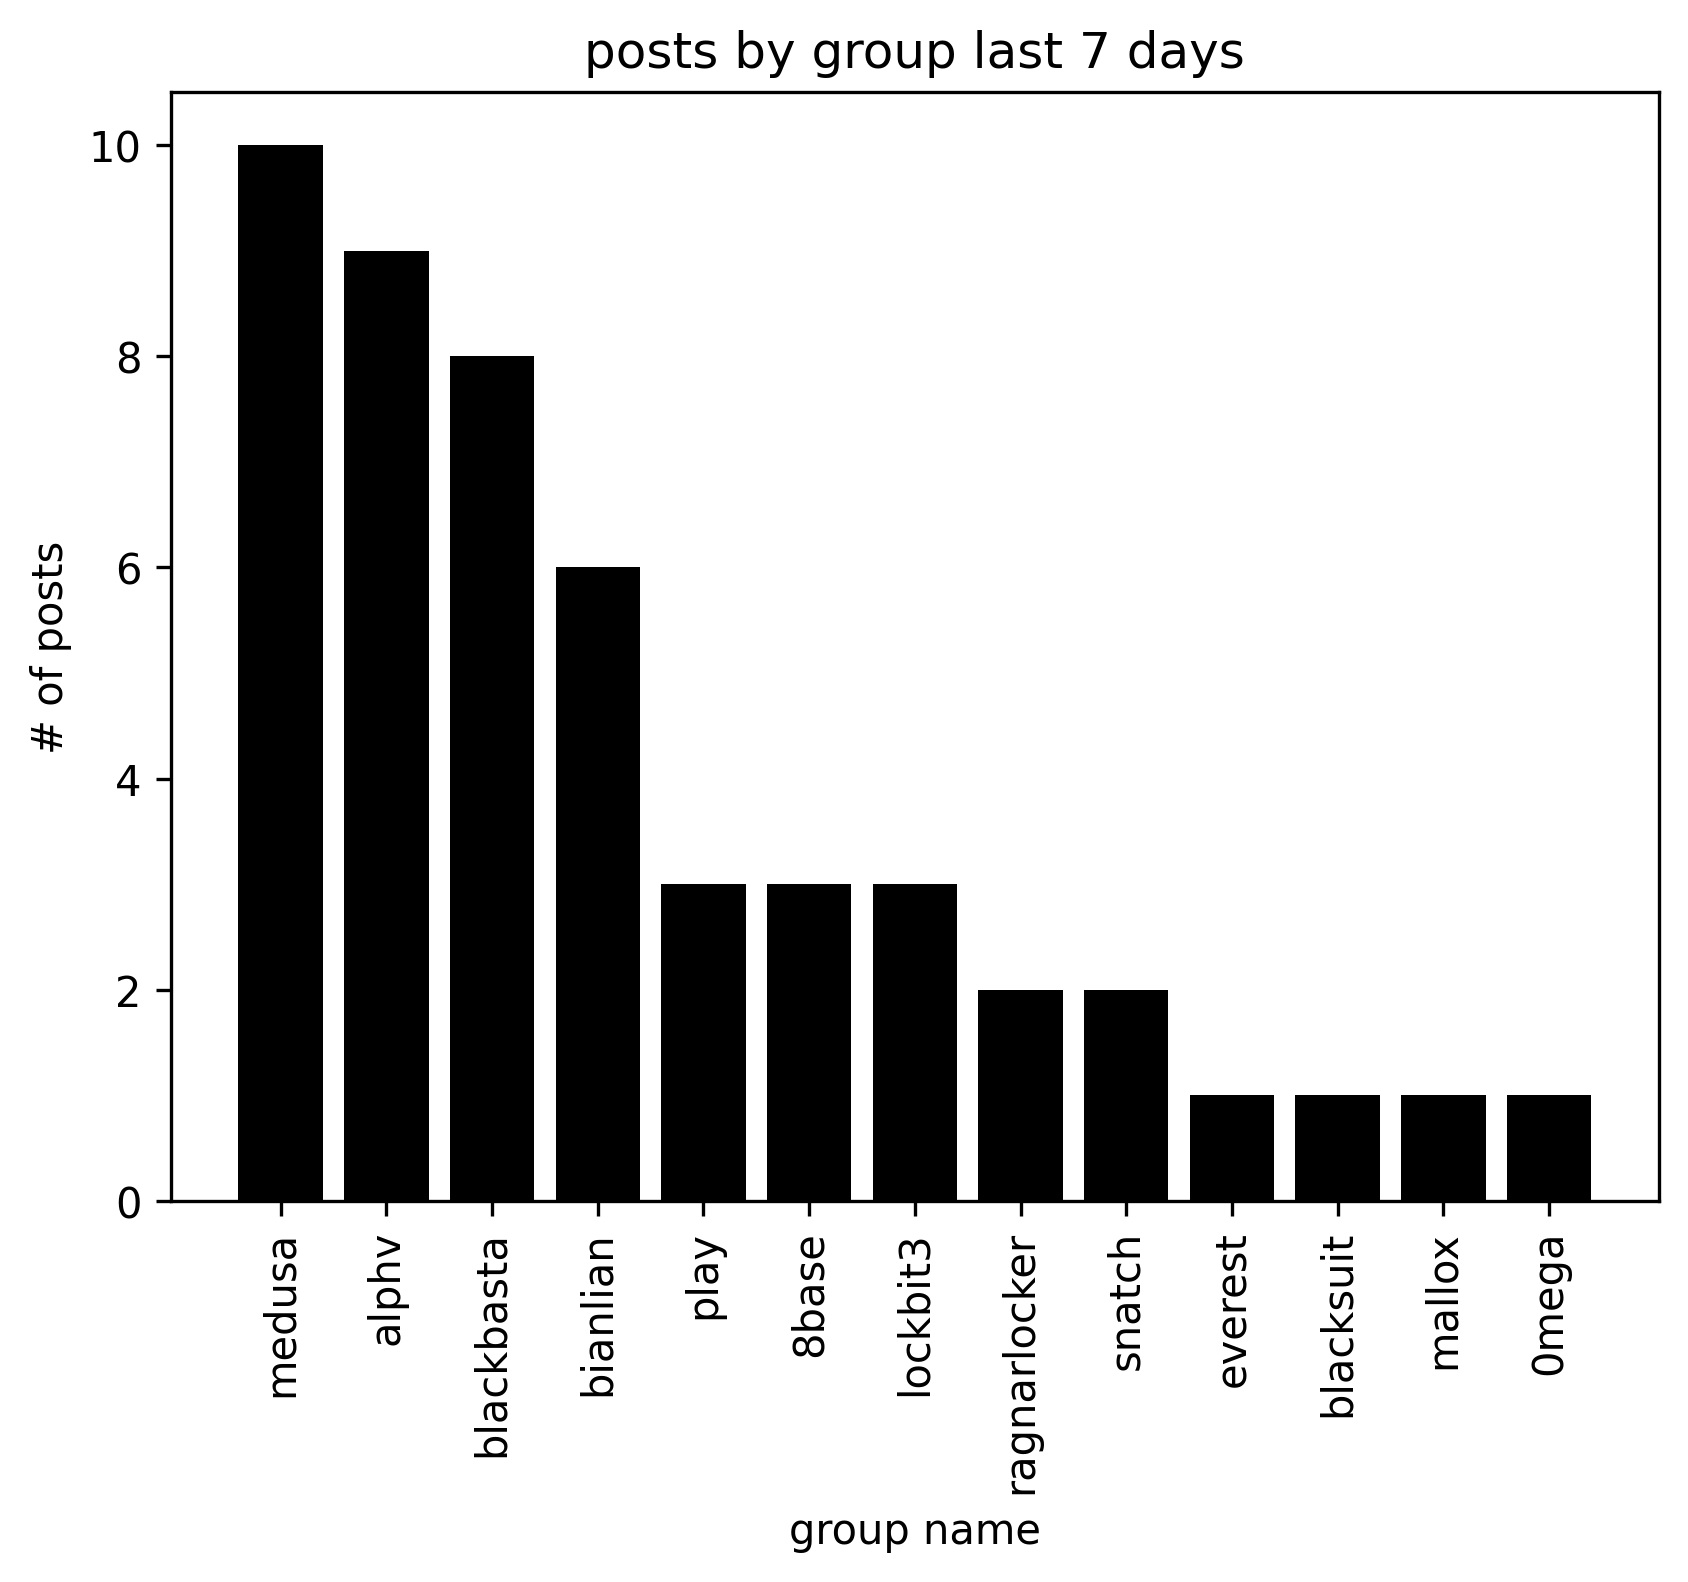 posts by group last 7 days
10
8
6
4
2
0
# of posts
medusa
alphv
blackbasta
bianlian
play
8base
lockbit3
ragnarlocker
snatch
everest
blacksuit
mallox
0mega
group name